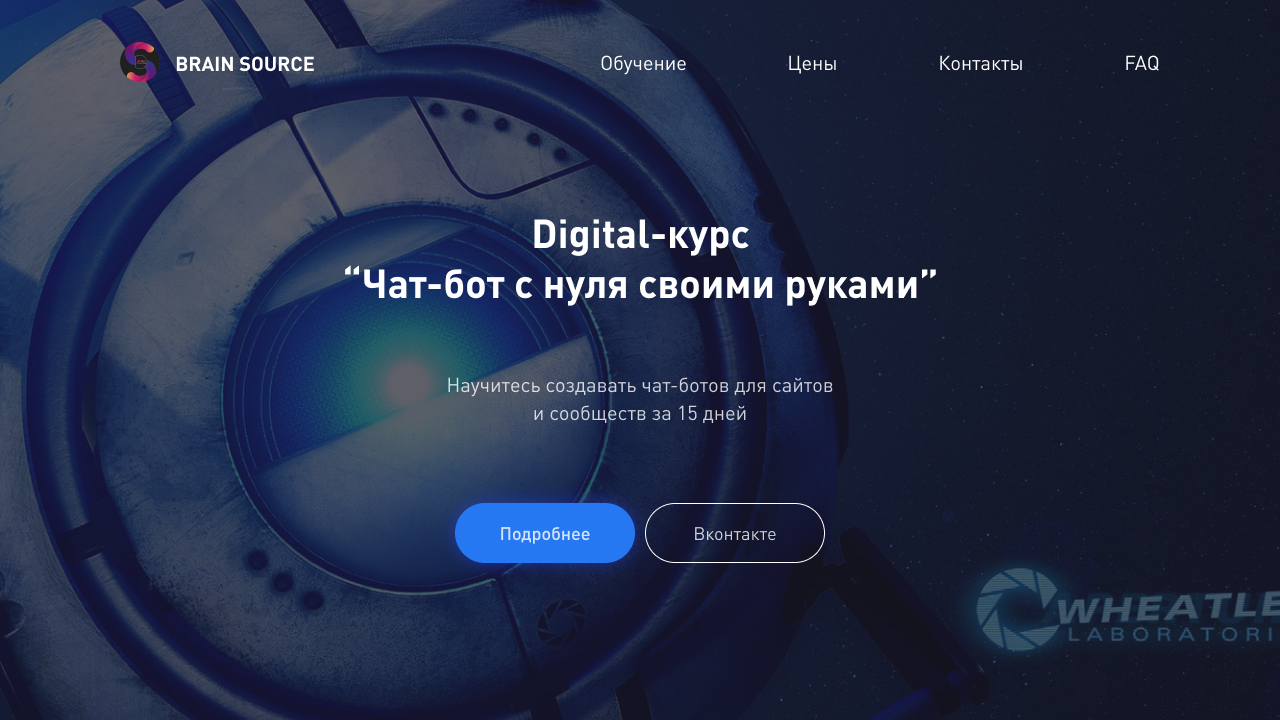 BRAIN SOURCE
Обучение
Цены
Контакты
FAQ
Digital-курс
“Чат-бот с нуля своими руками”
Научитесь создавать чат-ботов для сайтов
и сообществ за 15 дней
Подробнее
Вконтакте
WHEATLE
LABORATORI